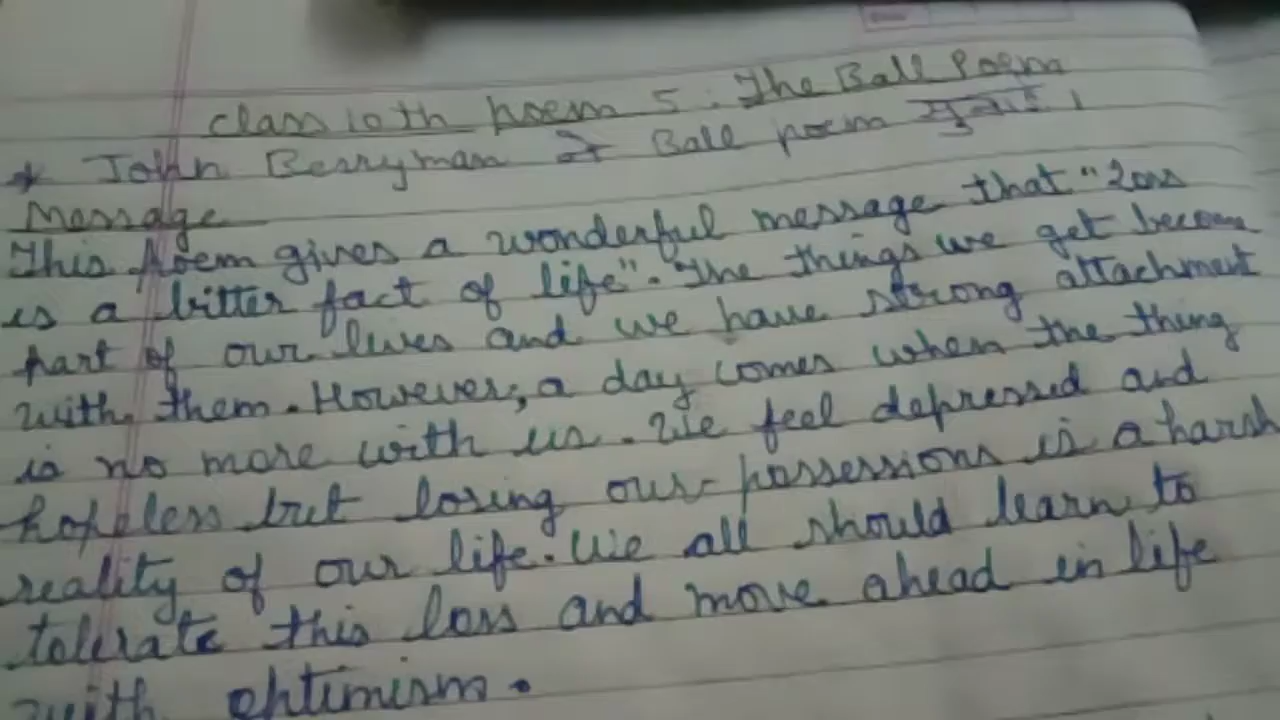 Class 10th Poem 5. The Ball Poem
* John Berryman ने Ball poem सुनाई।
Message
This Poem gives a wonderful message that "Loss
is a bitter fact of life". The things we get become
part of our lives and we have strong attachment
with them. However, a day comes when the thing
is no more with us. We feel depressed and
hopeless but losing our possessions is a harsh
reality of our life. We all should learn to
tolerate this loss and move ahead in life
with optimism.